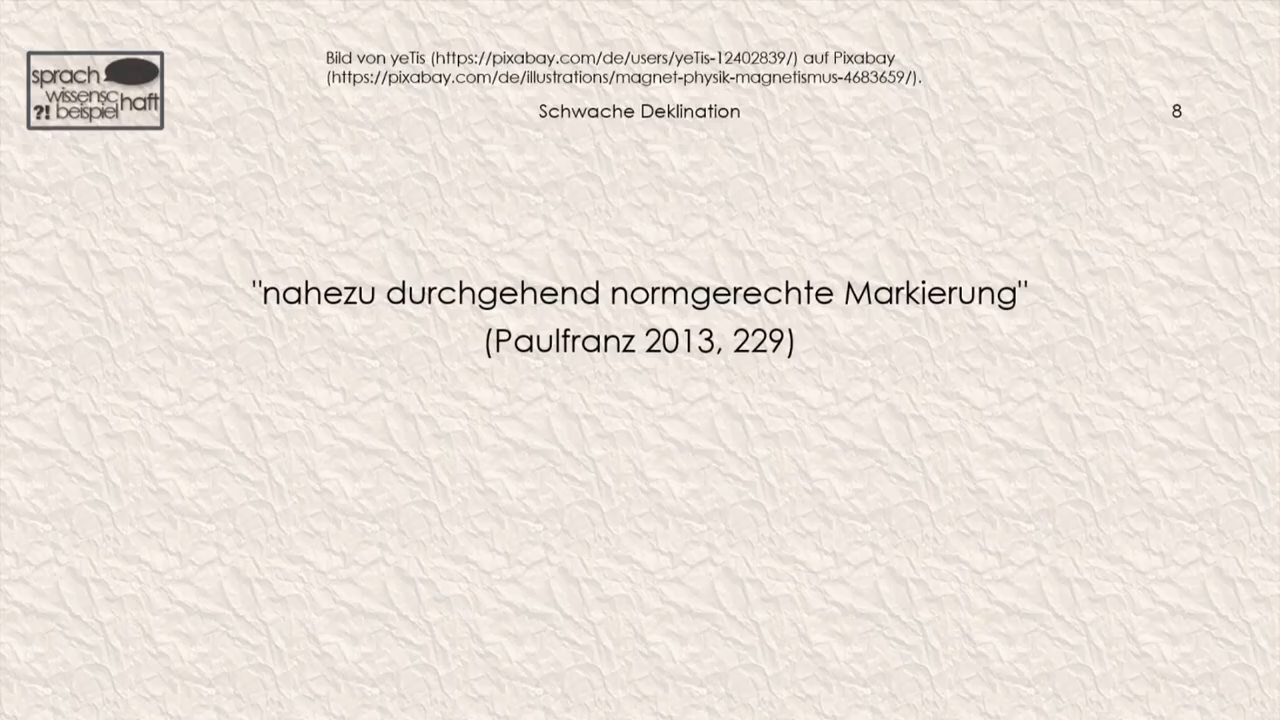 sprach
wissensc haft
?! beispiel
Bild von yeTis (https://pixabay.com/de/users/yeTis-12402839/) auf Pixabay
(https://pixabay.com/de/illustrations/magnet-physik-magnetismus-4683659/).
Schwache Deklination
8
"nahezu durchgehend normgerechte Markierung"
(Paulfranz 2013, 229)